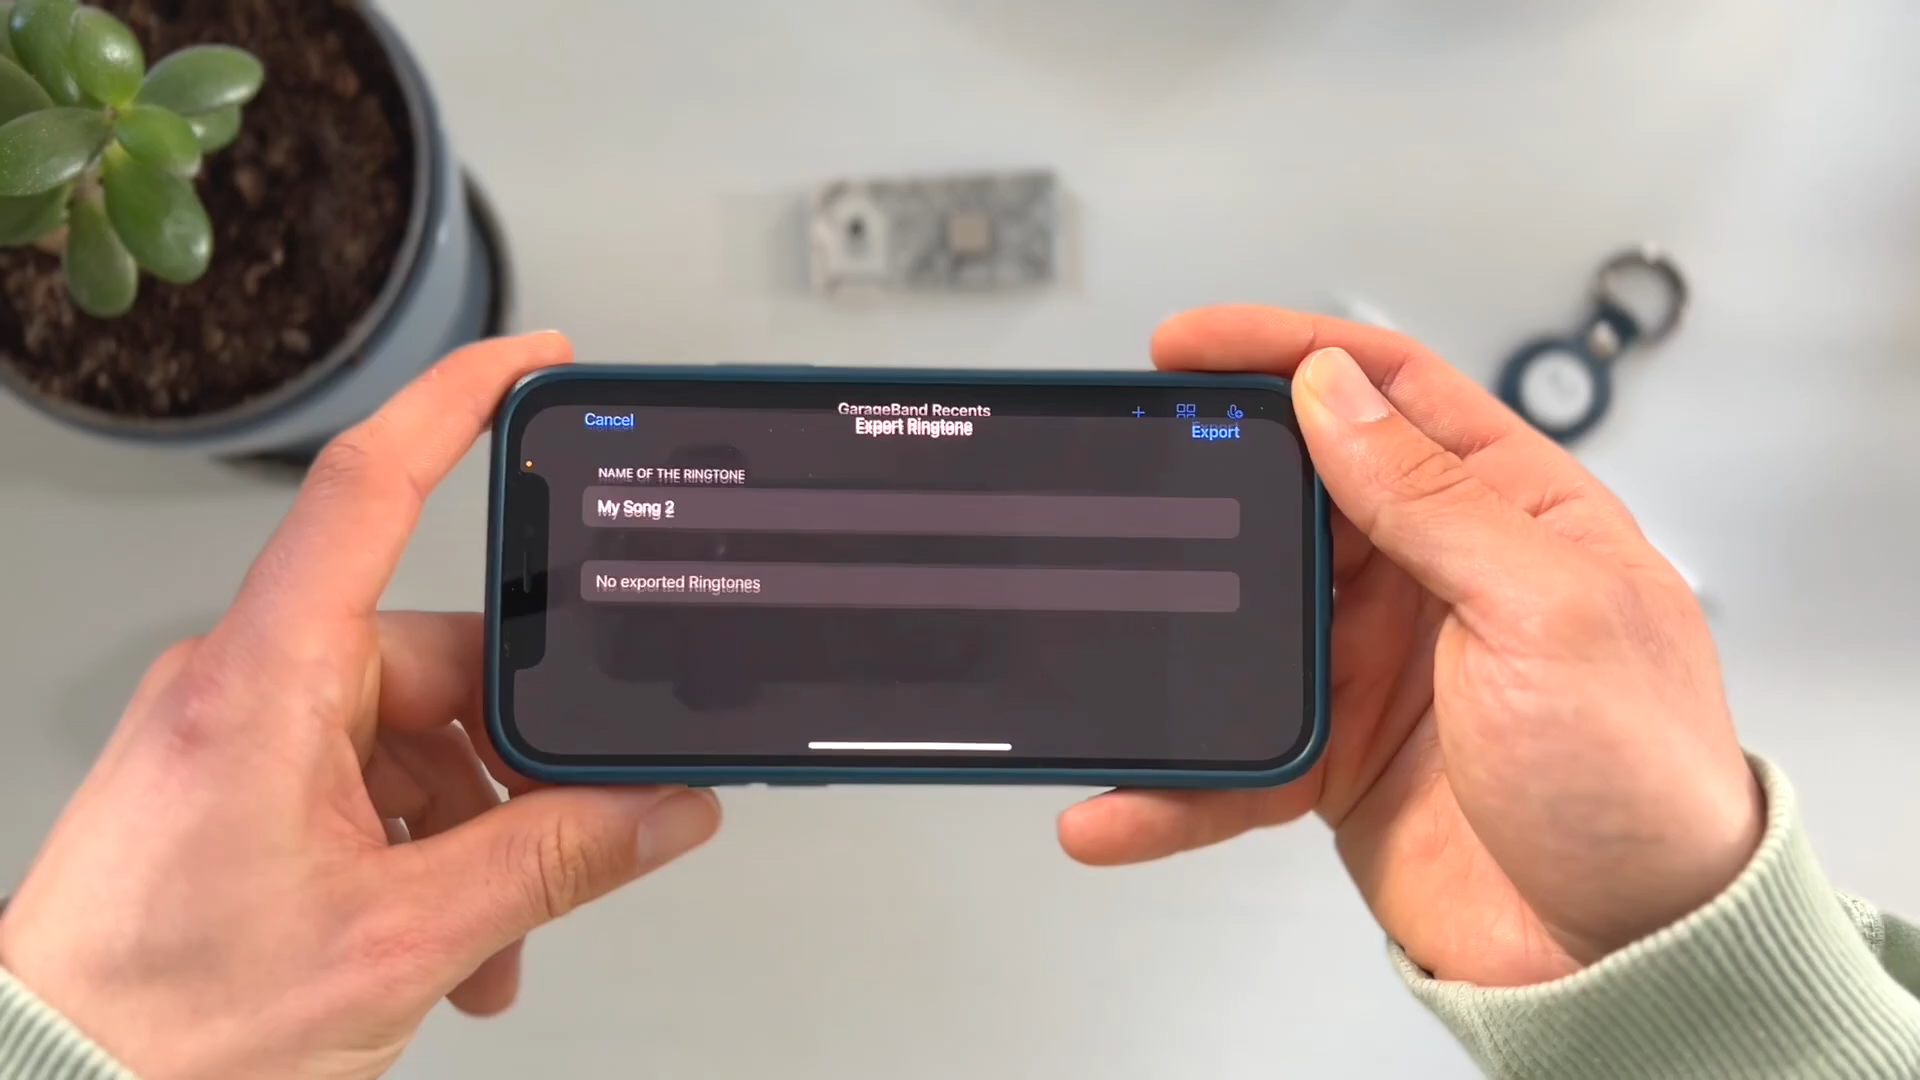 GarageBand Recents
Cancel
Export Ringtone
Export
NAME OF THE RINGTONE
My Song 2
No exported Ringtones